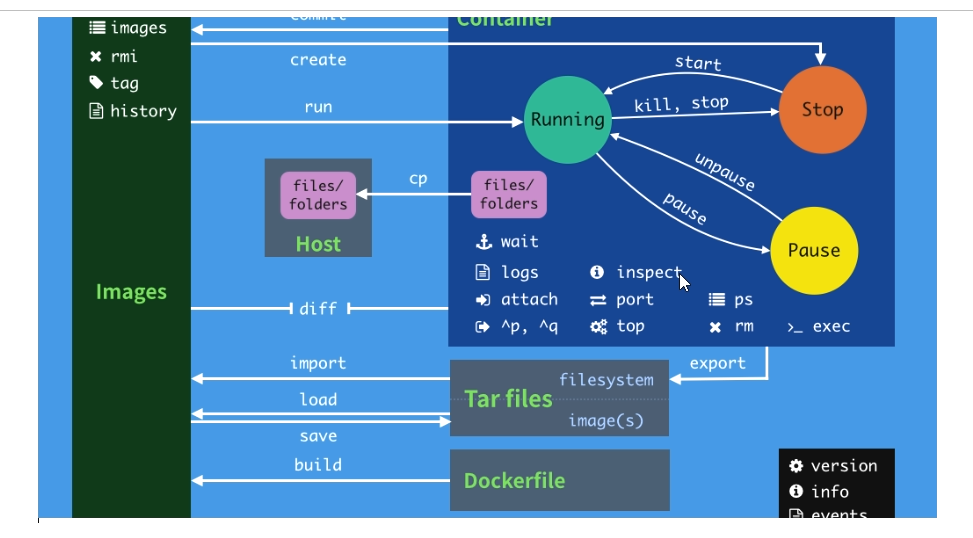 commit
Container
images
rmi
tag
history
create
run
start
Running
kill, stop
Stop
unpause
pause
Pause
files/
folders
Host
cp
files/
folders
wait
logs
inspect
attach
port
ps
^p, ^q
top
rm
>_ exec
Images
diff
import
export
load
save
Tar files
filesystem
image(s)
build
Dockerfile
version
info
events